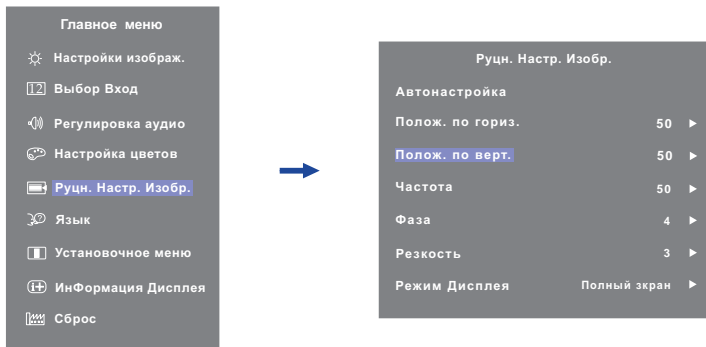 Главное меню
Настройки изображ.
12 Выбор Вход
Регулировка аудио
Настройка цветов
Руцн. Настр. Изобр.
Язык
Установочное меню
ИнФормация Дисплея
Сброс
Руцн. Настр. Изобр.
Автонастройка
Полож. по гориз. 50
Полож. по верт. 50
Частота 50
Фаза 4
Резкость 3
Режим Дисплея Полный зкран